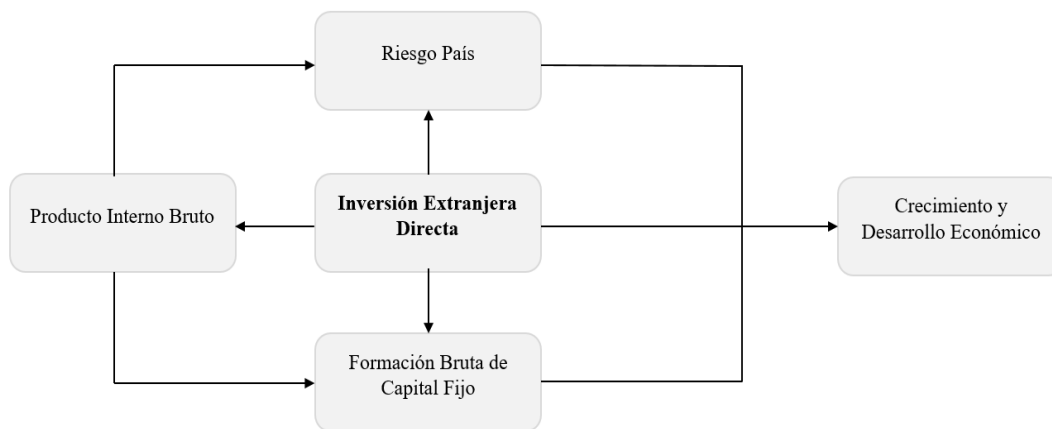 Riesgo País
Producto Interno Bruto
Inversión Extranjera
Directa
Crecimiento y
Desarrollo Económico
Formación Bruta de
Capital Fijo